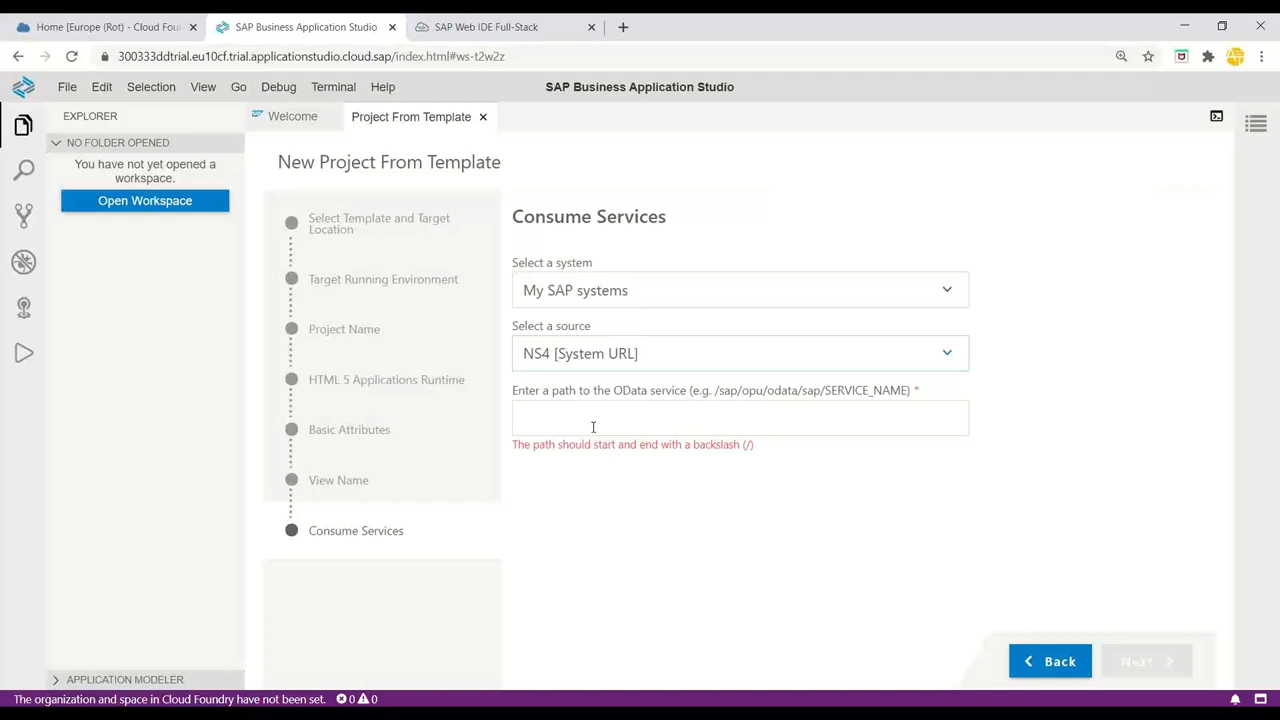 Home [Europe (Rot) - Cloud Foun
SAP Business Application Studio
SAP Web IDE Full-Stack
300333ddtrial.eu10cf.trial.applicationstudio.cloud.sap/index.html#ws-t2w2z
File Edit Selection View Go Debug Terminal Help
SAP Business Application Studio
EXPLORER
NO FOLDER OPENED
You have not yet opened a
workspace.
Open Workspace
Welcome
Project From Template
New Project From Template
Select Template and Target
Location
Target Running Environment
Project Name
HTML 5 Applications Runtime
Basic Attributes
View Name
Consume Services
Consume Services
Select a system
My SAP systems
Select a source
NS4 [System URL]
Enter a path to the OData service (e.g. /sap/opu/odata/sap/SERVICE_NAME) *
The path should start and end with a backslash (/)
Back
Next
APPLICATION MODELER
The organization and space in Cloud Foundry have not been set. 0 0